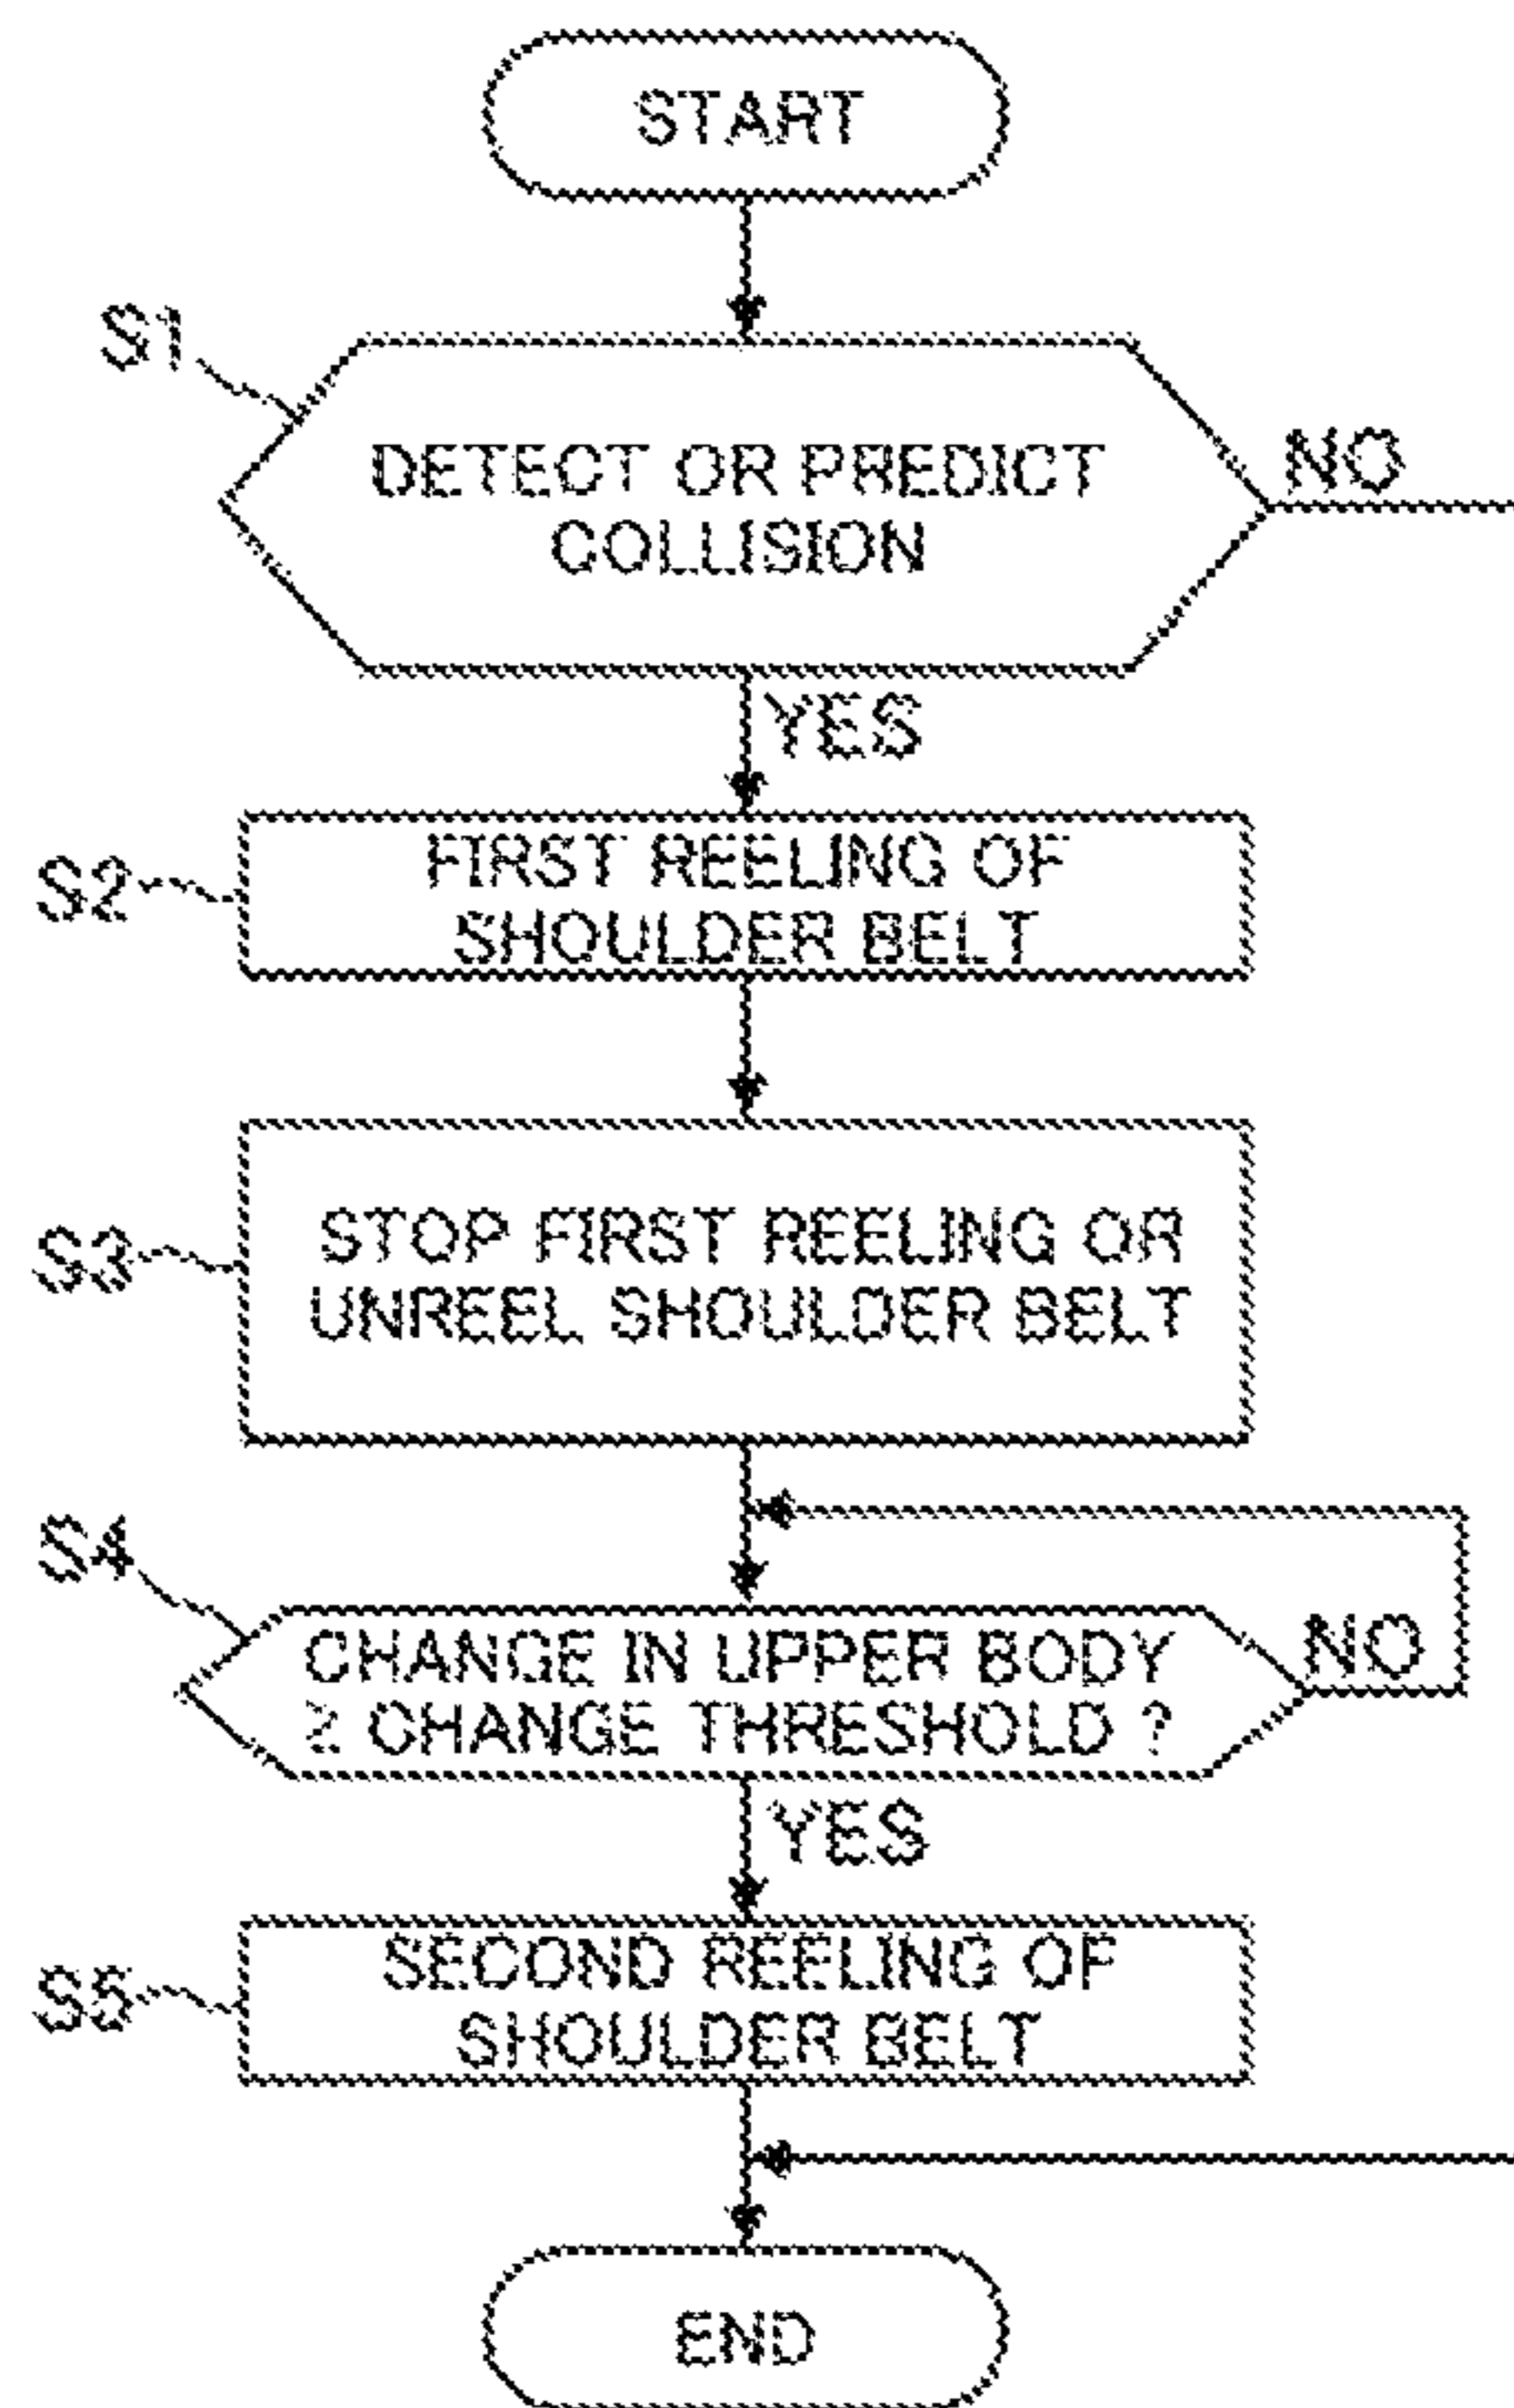 START
S1
DETECT OR PREDICT
COLLISION
NO
YES
S2
FIRST REELING OF
SHOULDER BELT
S3
STOP FIRST REELING OR
UNREEL SHOULDER BELT
S4
CHANGE IN UPPER BODY
≥ CHANGE THRESHOLD ?
NO
YES
S5
SECOND REELING OF
SHOULDER BELT
END